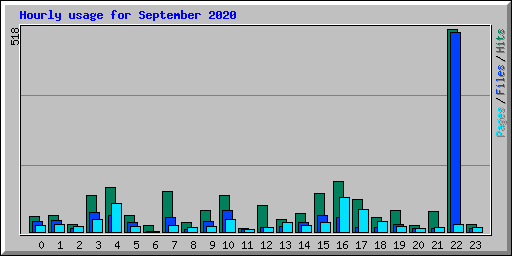 Hourly usage for September 2020
518
Pages/Files/Hits
0 1 2 3 4 5 6 7 8 9 10 11 12 13 14 15 16 17 18 19 20 21 22 23